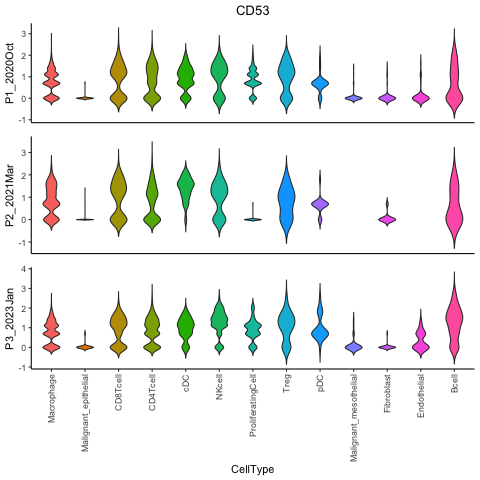 CD53
P1_2020Oct
3
2
1
0
-1
P2_2021Mar
3
2
1
0
-1
P3_2023Jan
4
3
2
1
0
-1
Macrophage
Malignant_epithelial
CD8Tcell
CD4Tcell
cDC
NKcell
ProliferatingCell
Treg
pDC
Malignant_mesothelial
Fibroblast
Endothelial
Bcell
CellType